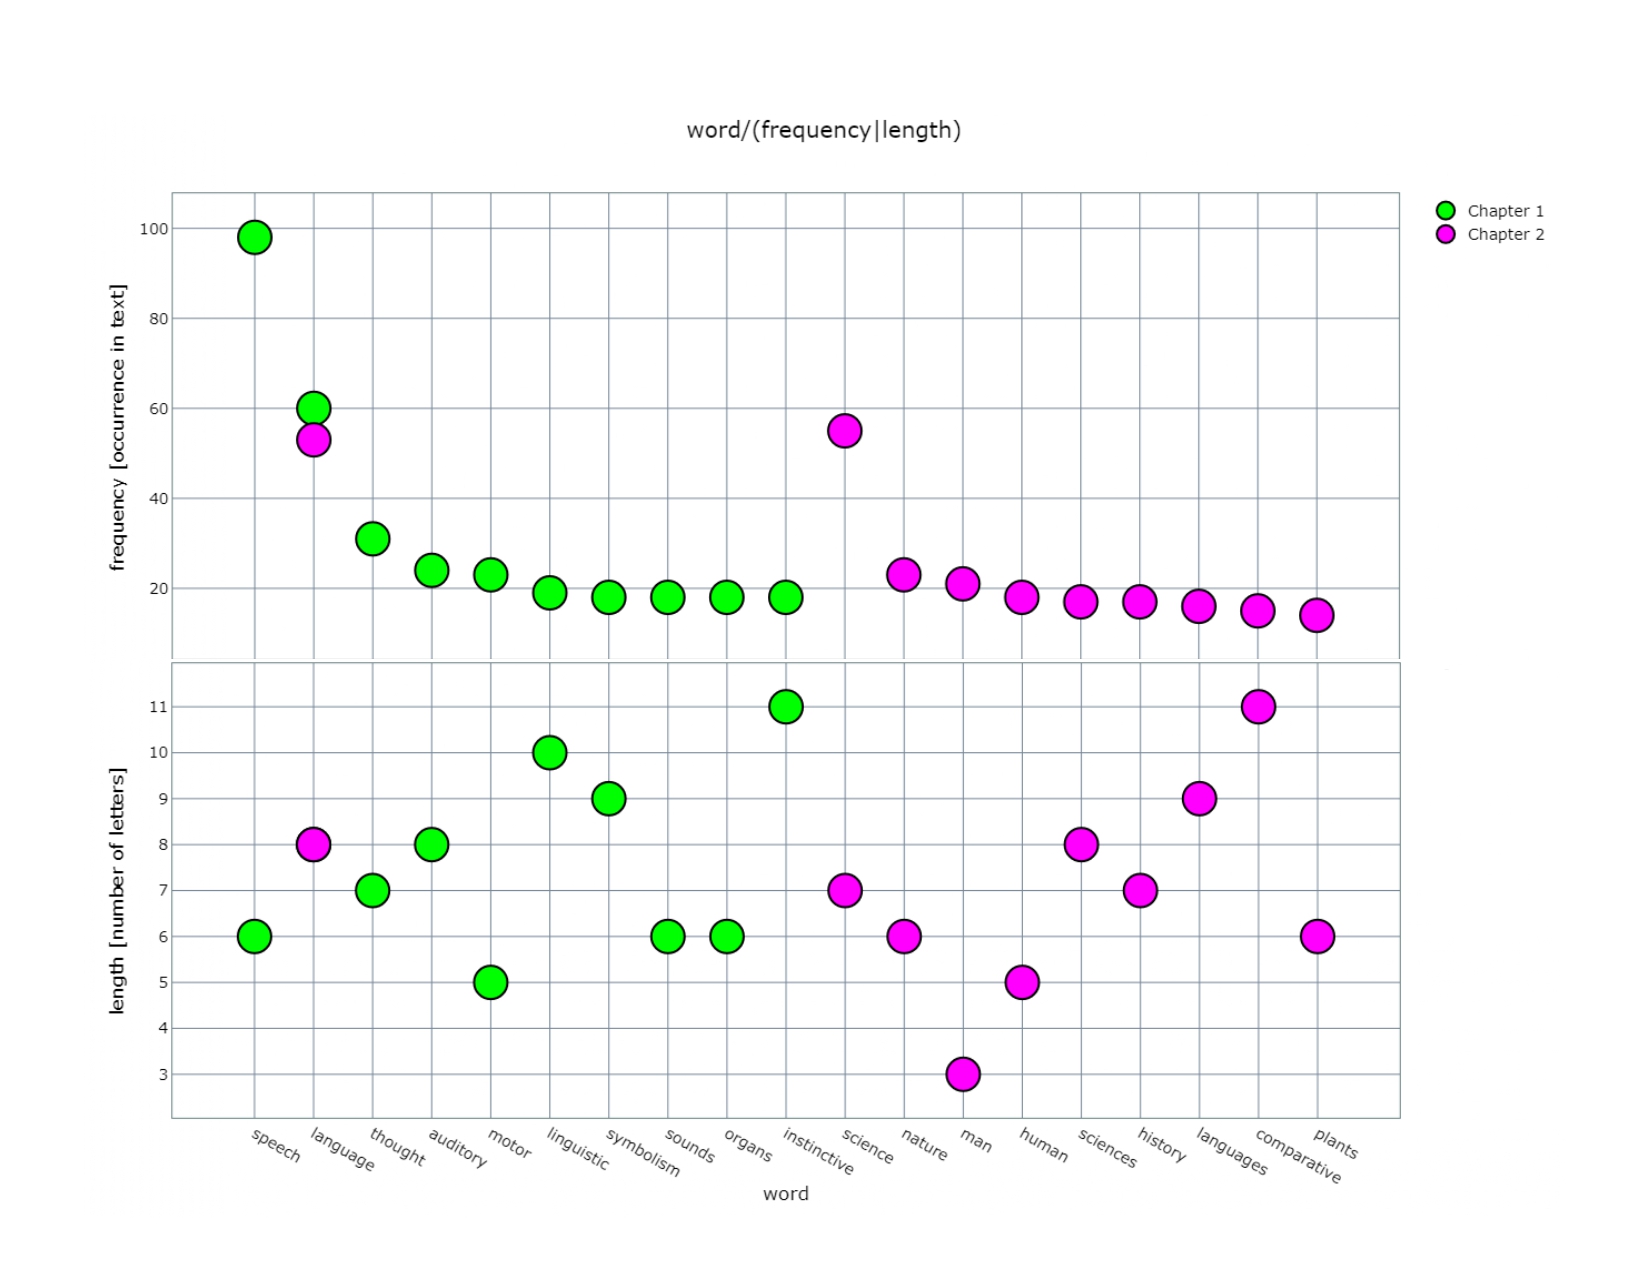 word/(frequency|length)
Chapter 1
Chapter 2
frequency [occurrence in text]
100
80
60
40
20
length [number of letters]
11
10
9
8
7
6
5
4
3
speech
language
thought
auditory
motor
linguistic
symbolism
sounds
organs
instinctive
science
nature
man
human
sciences
history
languages
comparative
plants
word